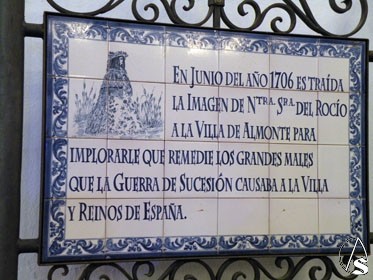 En Junio del año 1706 es traída
la Imagen de Ntra. Sra. del Rocío
a la Villa de Almonte para
implorarle que remedie los grandes males
que la Guerra de Sucesión causaba a la Villa
y Reinos de España.